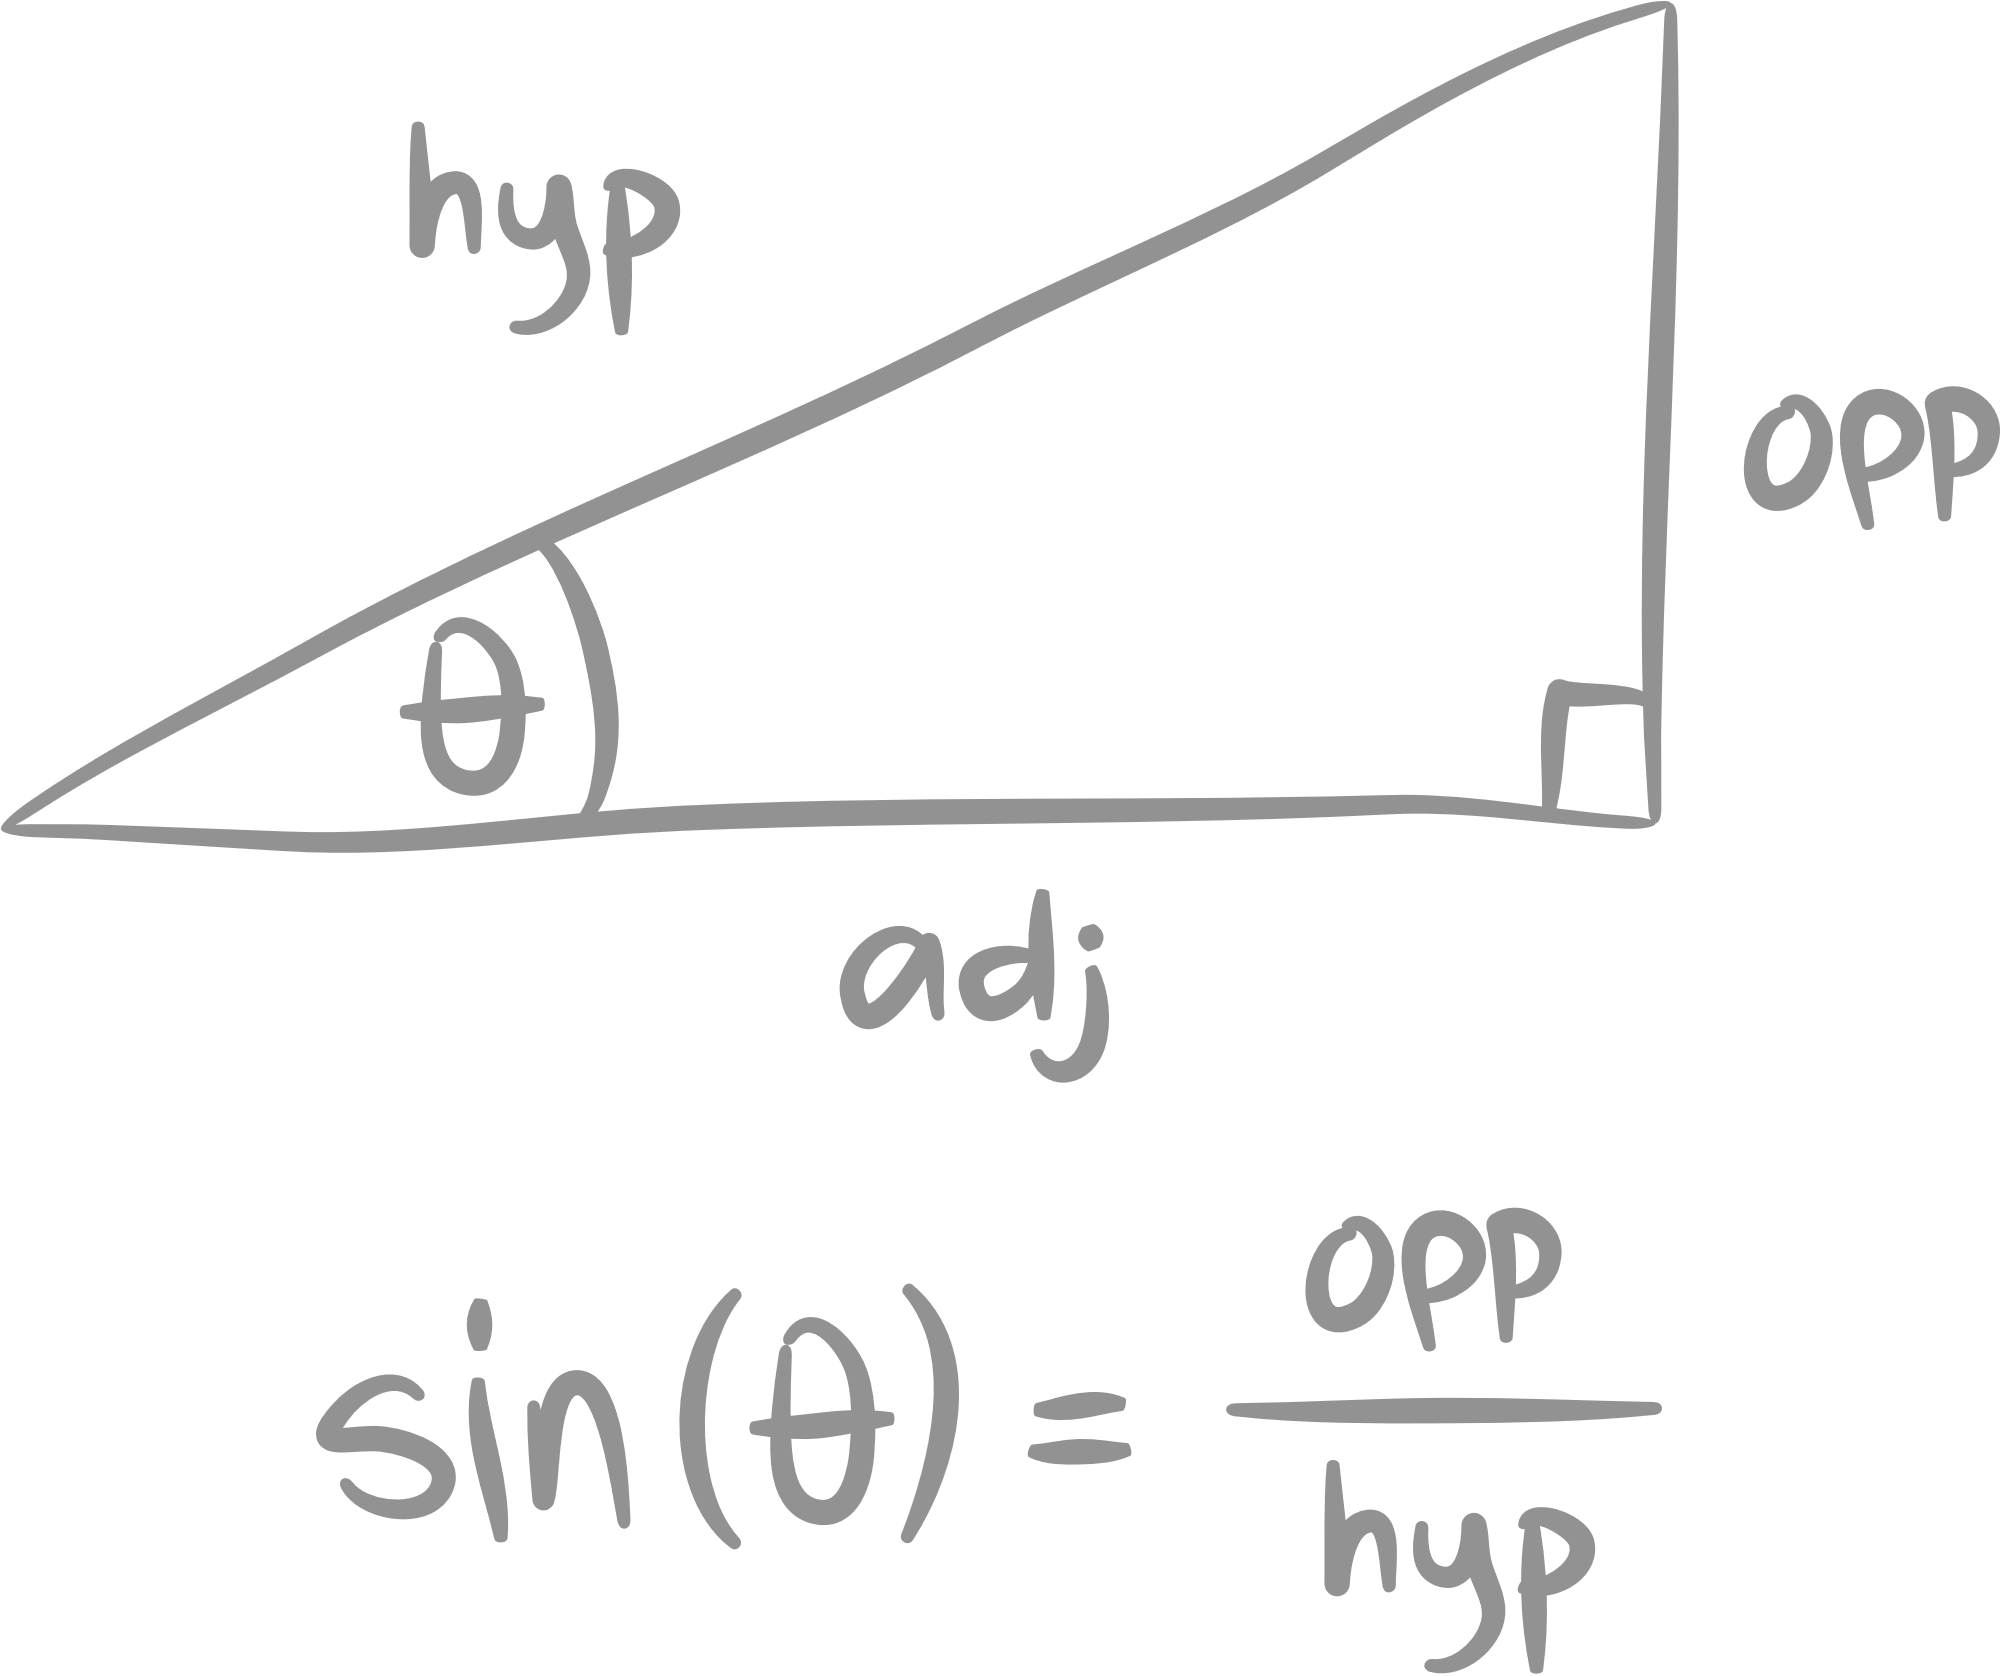 hyp
opp
θ
adj
sin(θ) = opp
hyp